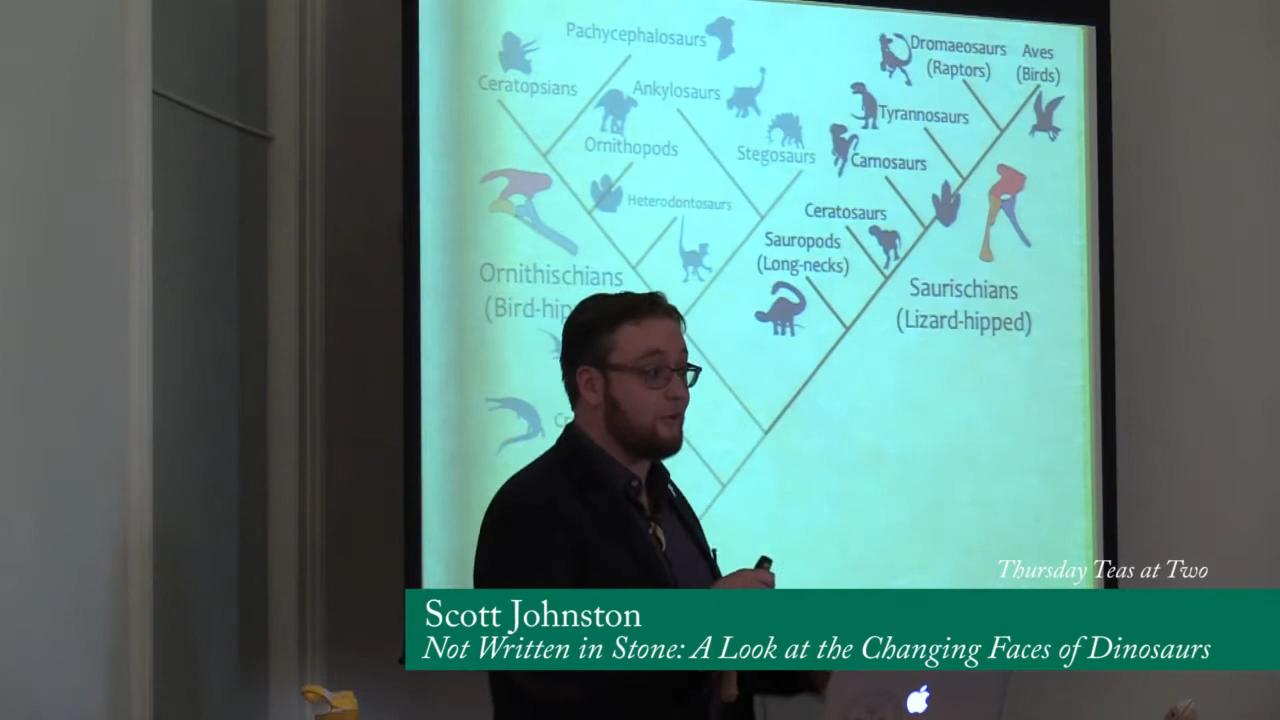 Pachycephalosaurs
Ceratopsians
Ankylosaurs
Ornithopods
Stegosaurs
Heterodontosaurs
Ornithischians
Dromaeosaurs
(Raptors)
Aves
(Birds)
Tyrannosaurs
Carnosaurs
Ceratosaurs
Sauropods
(Long-necks)
Saurischians
(Lizard-hipped)
Thursday Teas at Two
Scott Johnston
Not Written in Stone: A Look at the Changing Faces of Dinosaurs